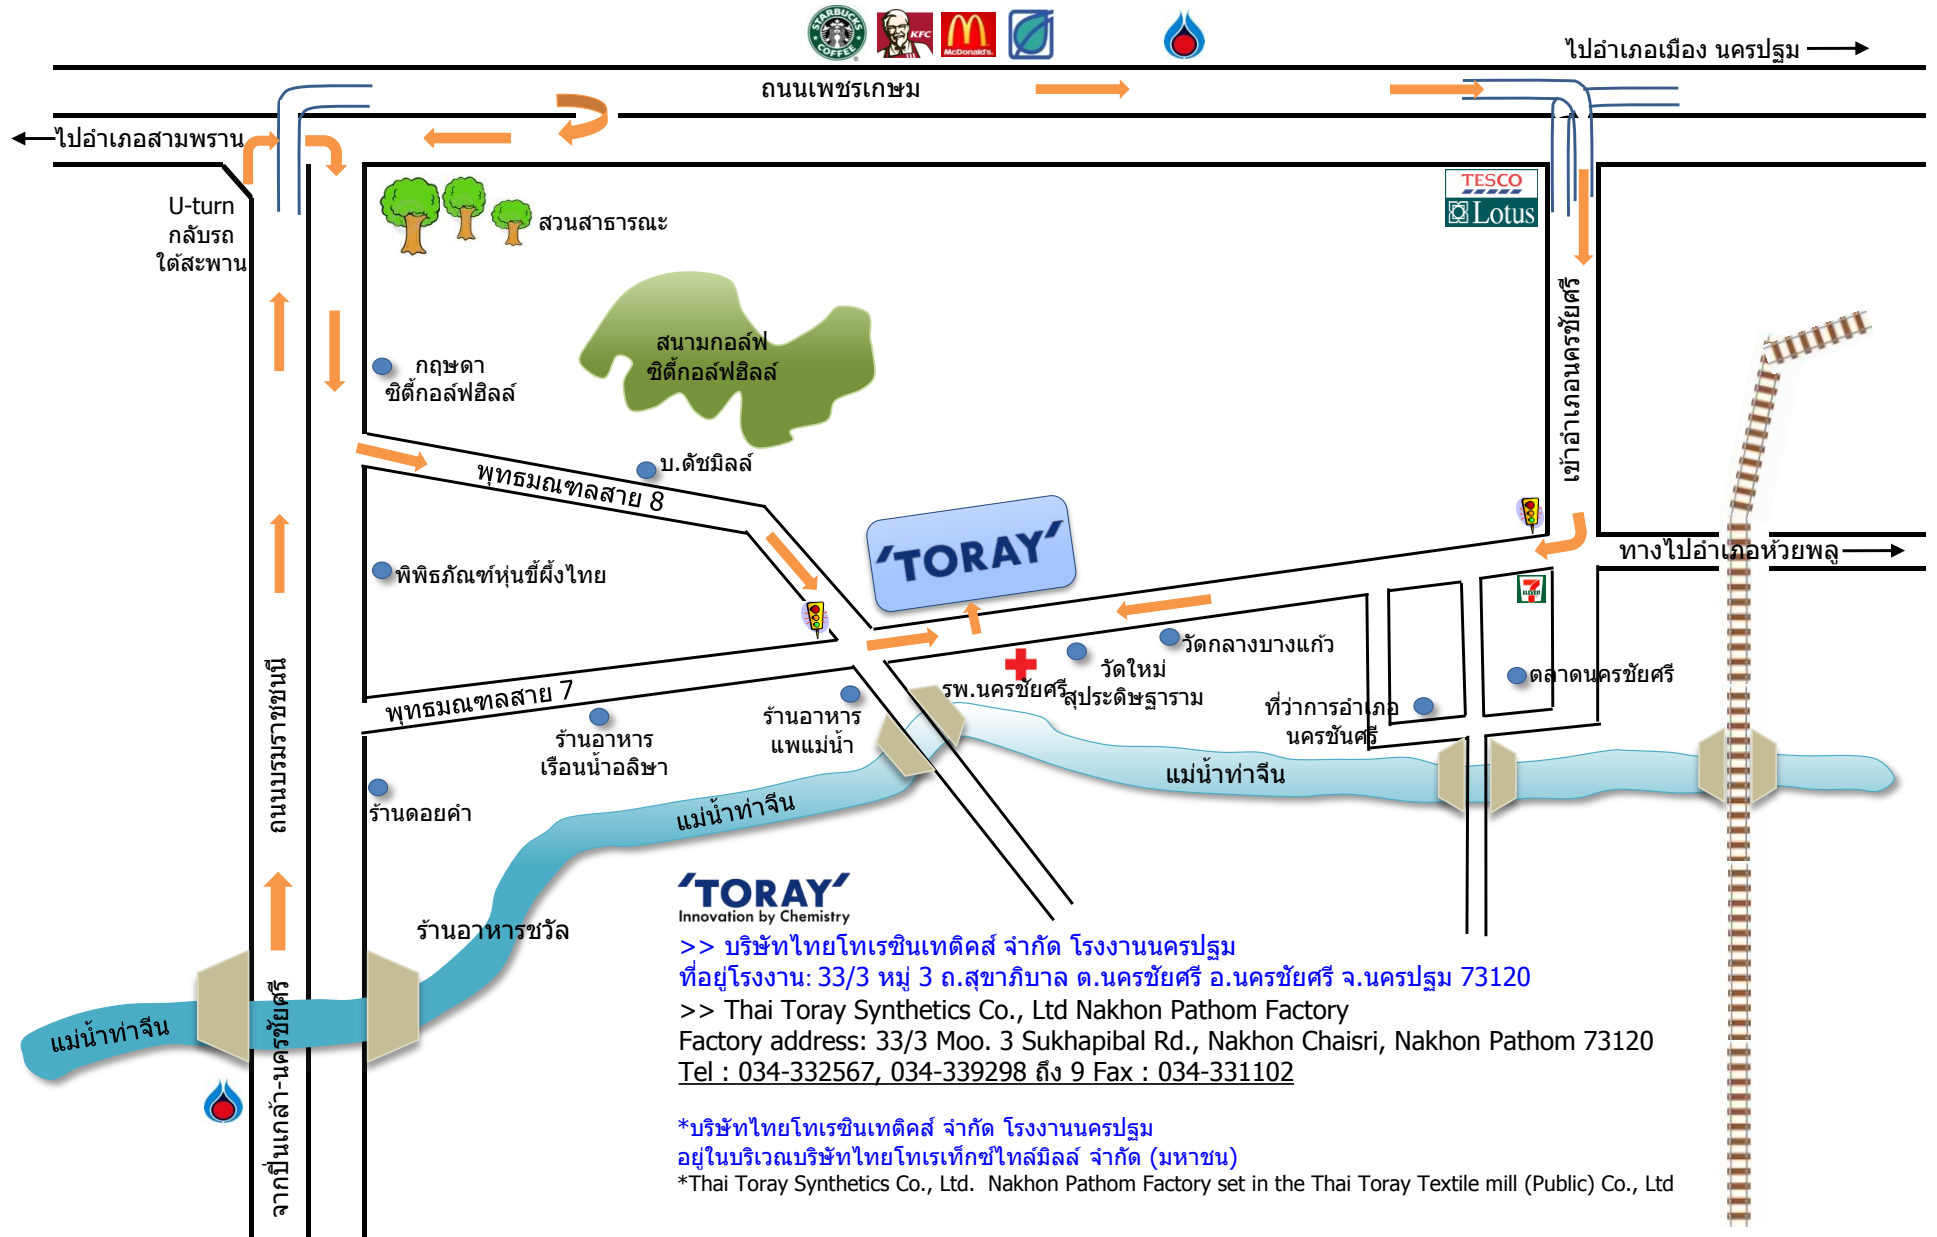 STARBUCKS COFFEE
KFC
McDonald's
ไปอำเภอเมือง นครปฐม
ถนนเพชรเกษม
ไปอำเภอสามพราน
U-turn
กลับรถ
ใต้สะพาน
สวนสาธารณะ
TESCO
Lotus
สนามกอล์ฟ
ซิตี้กอล์ฟฮิลล์
กฤษดา
ซิตี้กอล์ฟฮิลล์
เข้าอำเภอนครชัยศรี
บ.ดัชมิลล์
พุทธมณฑลสาย 8
'TORAY'
ทางไปอำเภอห้วยพลู
พิพิธภัณฑ์หุ่นขี้ผึ้งไทย
7 ELEVEN
วัดกลางบางแก้ว
วัดใหม่
สุประดิษฐาราม
รพ.นครชัยศรี
ตลาดนครชัยศรี
ที่ว่าการอำเภอ
นครชันศรี
พุทธมณฑลสาย 7
ร้านอาหาร
แพแม่น้ำ
ร้านอาหาร
เรือนน้ำอลิษา
ถนนบรมราชชนนี
แม่น้ำท่าจีน
แม่น้ำท่าจีน
ร้านดอยคำ
ร้านอาหารชวัล
แม่น้ำท่าจีน
จากปิ่นเกล้า-นครชัยศรี
'TORAY'
Innovation by Chemistry
>> บริษัทไทยโทเรซินเทติคส์ จำกัด โรงงานนครปฐม
ที่อยู่โรงงาน: 33/3 หมู่ 3 ถ.สุขาภิบาล ต.นครชัยศรี อ.นครชัยศรี จ.นครปฐม 73120
>> Thai Toray Synthetics Co., Ltd Nakhon Pathom Factory
Factory address: 33/3 Moo. 3 Sukhapibal Rd., Nakhon Chaisri, Nakhon Pathom 73120
Tel : 034-332567, 034-339298 ถึง 9 Fax : 034-331102
*บริษัทไทยโทเรซินเทติคส์ จำกัด โรงงานนครปฐม
อยู่ในบริเวณบริษัทไทยโทเรเท็กซ์ไทล์มิลล์ จำกัด (มหาชน)
*Thai Toray Synthetics Co., Ltd. Nakhon Pathom Factory set in the Thai Toray Textile mill (Public) Co., Ltd